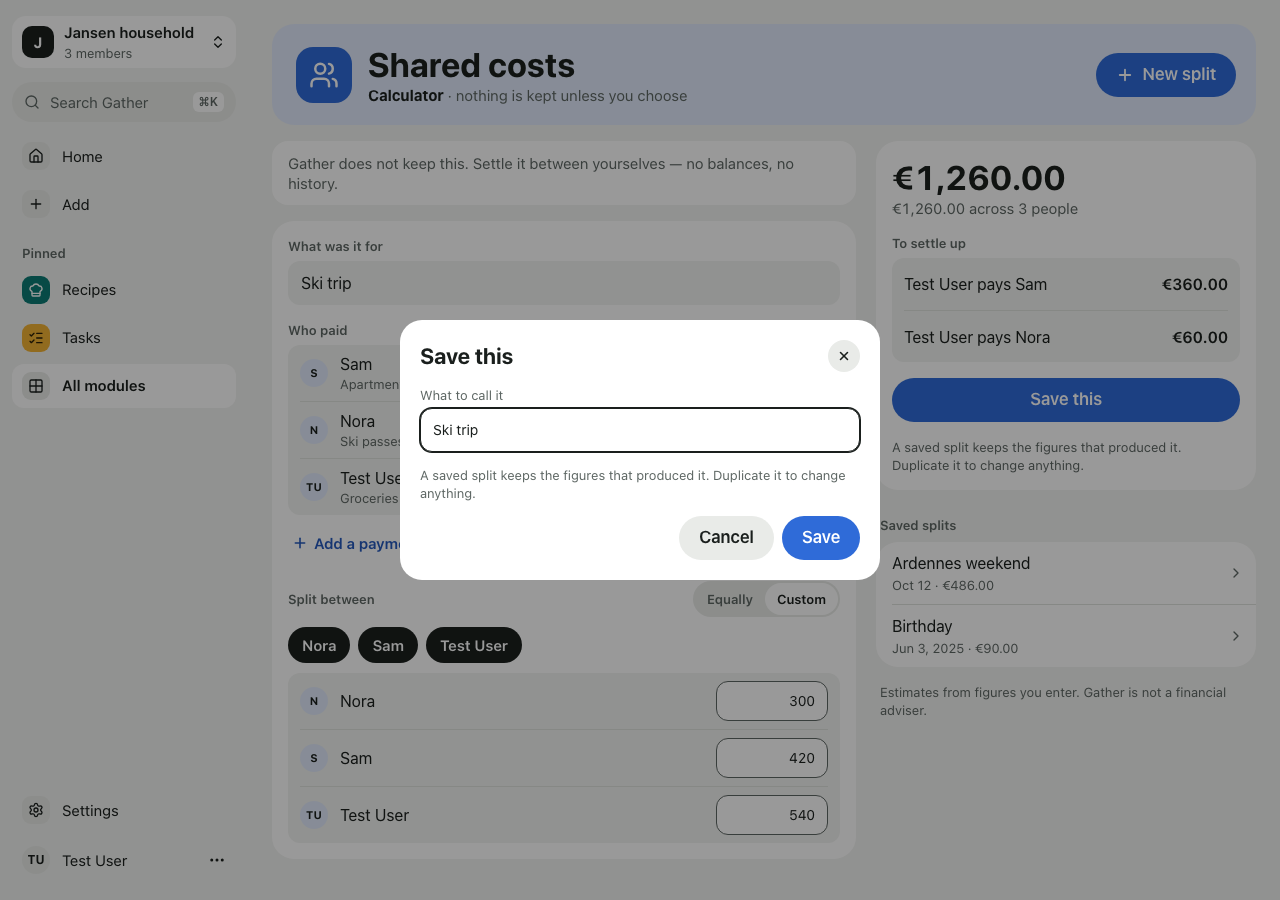 J
Jansen household
3 members
Search Gather
⌘K
Home
Add
Pinned
Recipes
Tasks
All modules
Settings
TU
Test User
Shared costs
Calculator · nothing is kept unless you choose
New split
Gather does not keep this. Settle it between yourselves — no balances, no
history.
What was it for
Ski trip
Who paid
S
Sam
Apartmen
N
Nora
Ski passes
TU
Test Use
Groceries
Add a payme
Save this
What to call it
Ski trip
A saved split keeps the figures that produced it. Duplicate it to change
anything.
Cancel
Save
Split between
Equally
Custom
Nora
Sam
Test User
N
Nora
300
S
Sam
420
TU
Test User
540
€1,260.00
€1,260.00 across 3 people
To settle up
Test User pays Sam
€360.00
Test User pays Nora
€60.00
Save this
A saved split keeps the figures that produced it.
Duplicate it to change anything.
Saved splits
Ardennes weekend
Oct 12 · €486.00
Birthday
Jun 3, 2025 · €90.00
Estimates from figures you enter. Gather is not a financial
adviser.